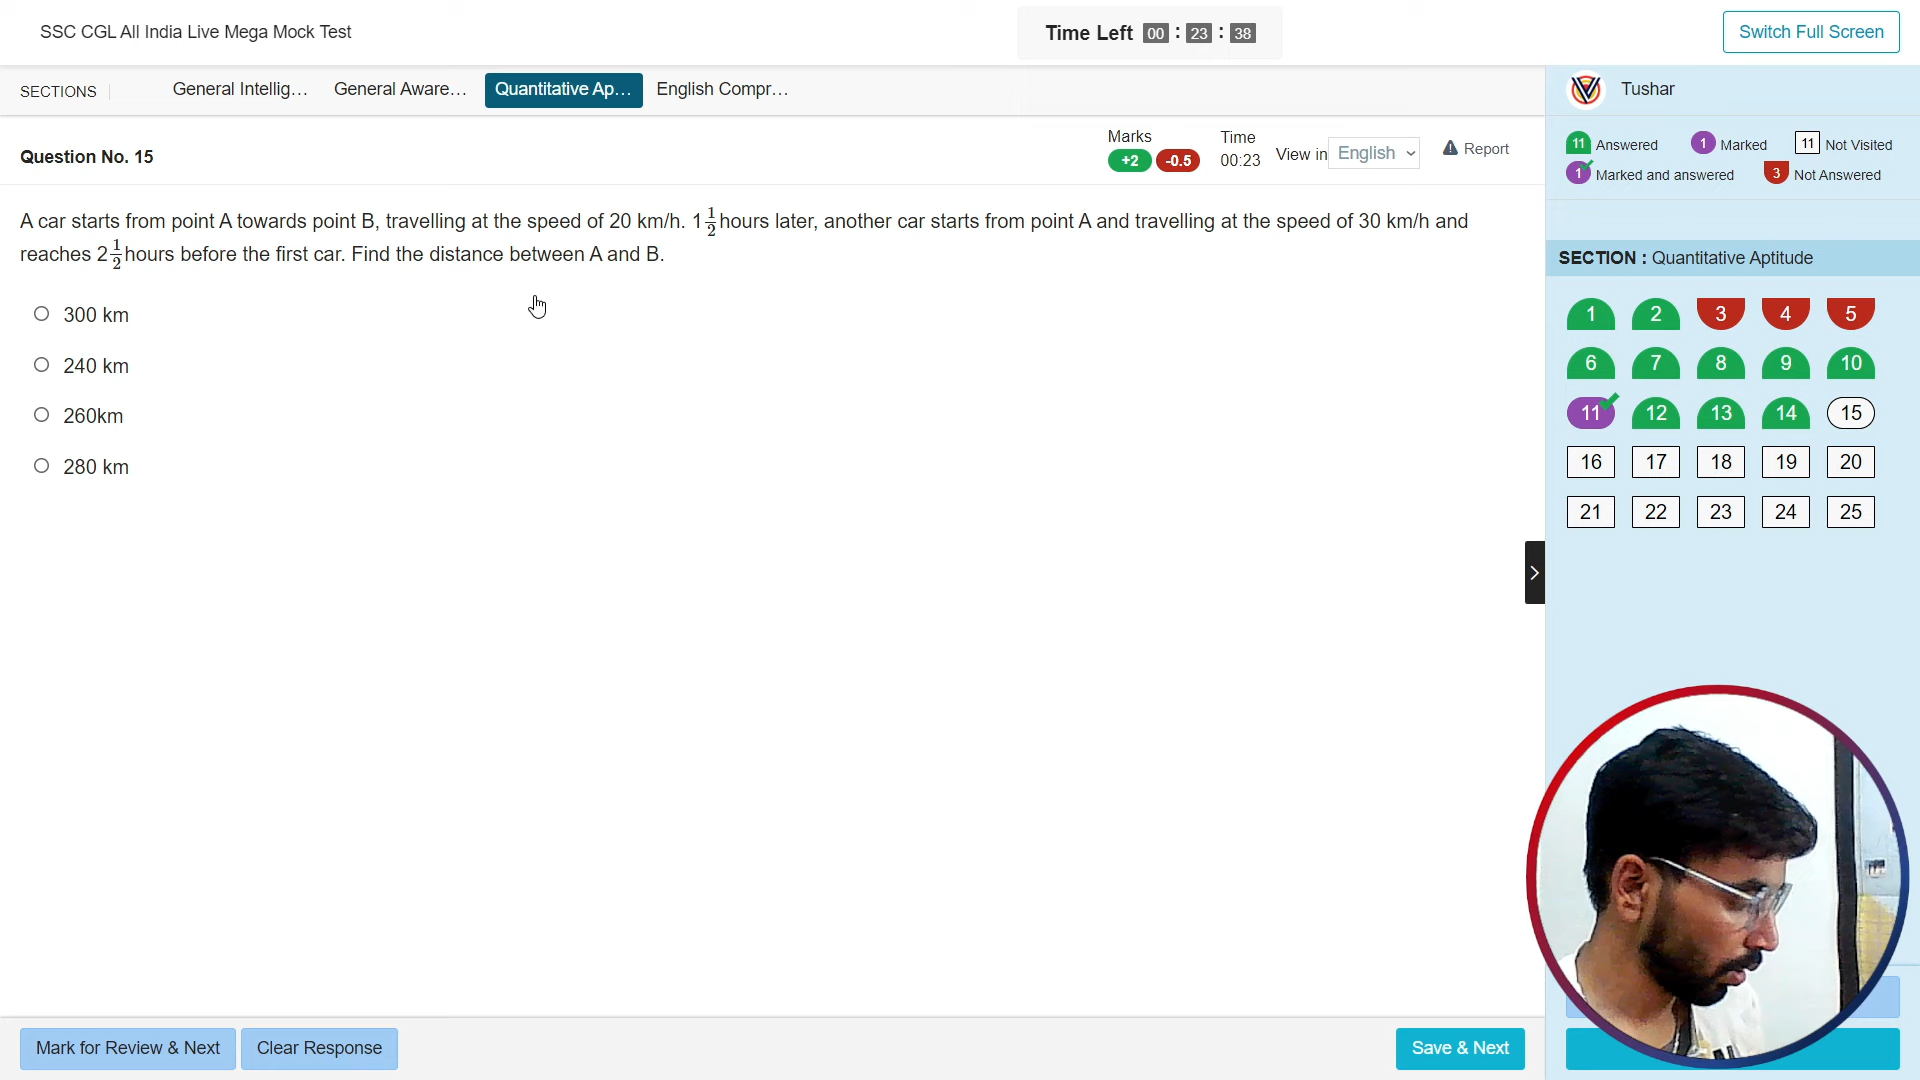 SSC CGL All India Live Mega Mock Test
Time Left 00 : 23 : 38
Switch Full Screen
SECTIONS
General Intellig...
General Aware...
Quantitative Ap...
English Compr...
Tushar
Question No. 15
Marks
+2 -0.5
Time
00:23
View in English
Report
11 Answered
1 Marked
11 Not Visited
1 Marked and answered
3 Not Answered
A car starts from point A towards point B, travelling at the speed of 20 km/h. 1 1/2 hours later, another car starts from point A and travelling at the speed of 30 km/h and
reaches 2 1/2 hours before the first car. Find the distance between A and B.
300 km
240 km
260km
280 km
SECTION : Quantitative Aptitude
1 2 3 4 5
6 7 8 9 10
11 12 13 14 15
16 17 18 19 20
21 22 23 24 25
Mark for Review & Next
Clear Response
Save & Next